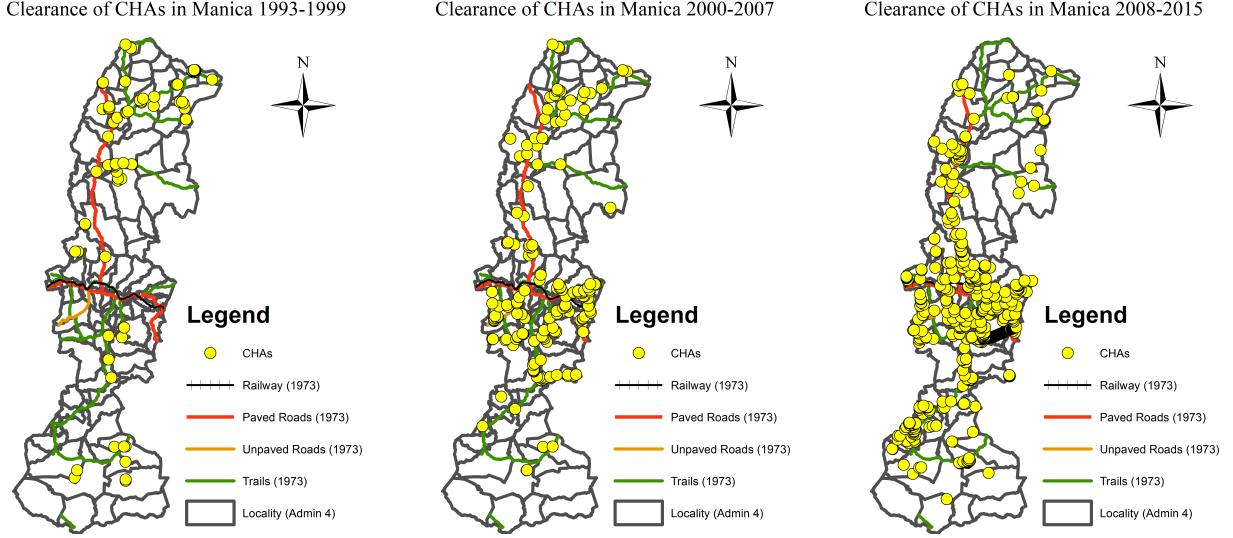 Clearance of CHAs in Manica 1993-1999
N
Legend
CHAs
Railway (1973)
Paved Roads (1973)
Unpaved Roads (1973)
Trails (1973)
Locality (Admin 4)
Clearance of CHAs in Manica 2000-2007
N
Legend
CHAs
Railway (1973)
Paved Roads (1973)
Unpaved Roads (1973)
Trails (1973)
Locality (Admin 4)
Clearance of CHAs in Manica 2008-2015
N
Legend
CHAs
Railway (1973)
Paved Roads (1973)
Unpaved Roads (1973)
Trails (1973)
Locality (Admin 4)